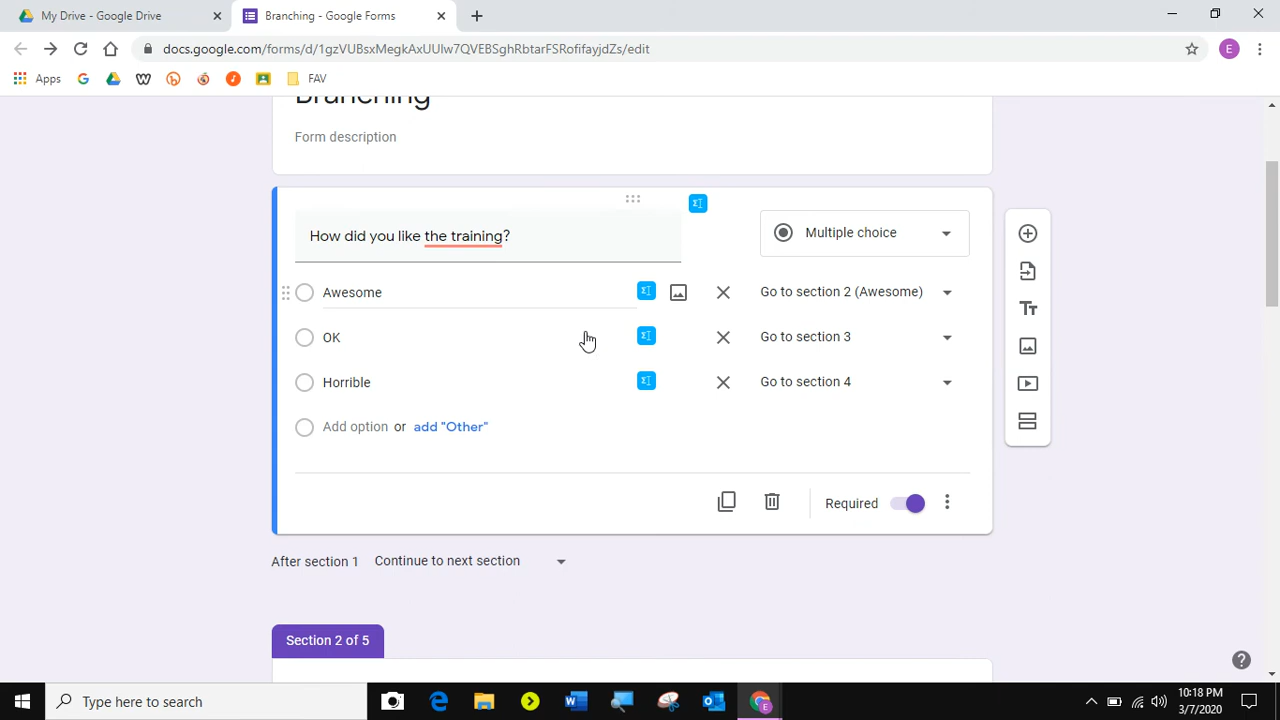 My Drive - Google Drive
Branching - Google Forms
docs.google.com/forms/d/1gzVUBsxMegkAxUUlw7QVEBSghRbtarFSRofifayjdZs/edit
E
Apps
FAV
Branching
Form description
How did you like the training?
Multiple choice
Awesome
Go to section 2 (Awesome)
OK
Go to section 3
Horrible
Go to section 4
Add option or add "Other"
Required
After section 1 Continue to next section
Section 2 of 5
Type here to search
10:18 PM
3/7/2020